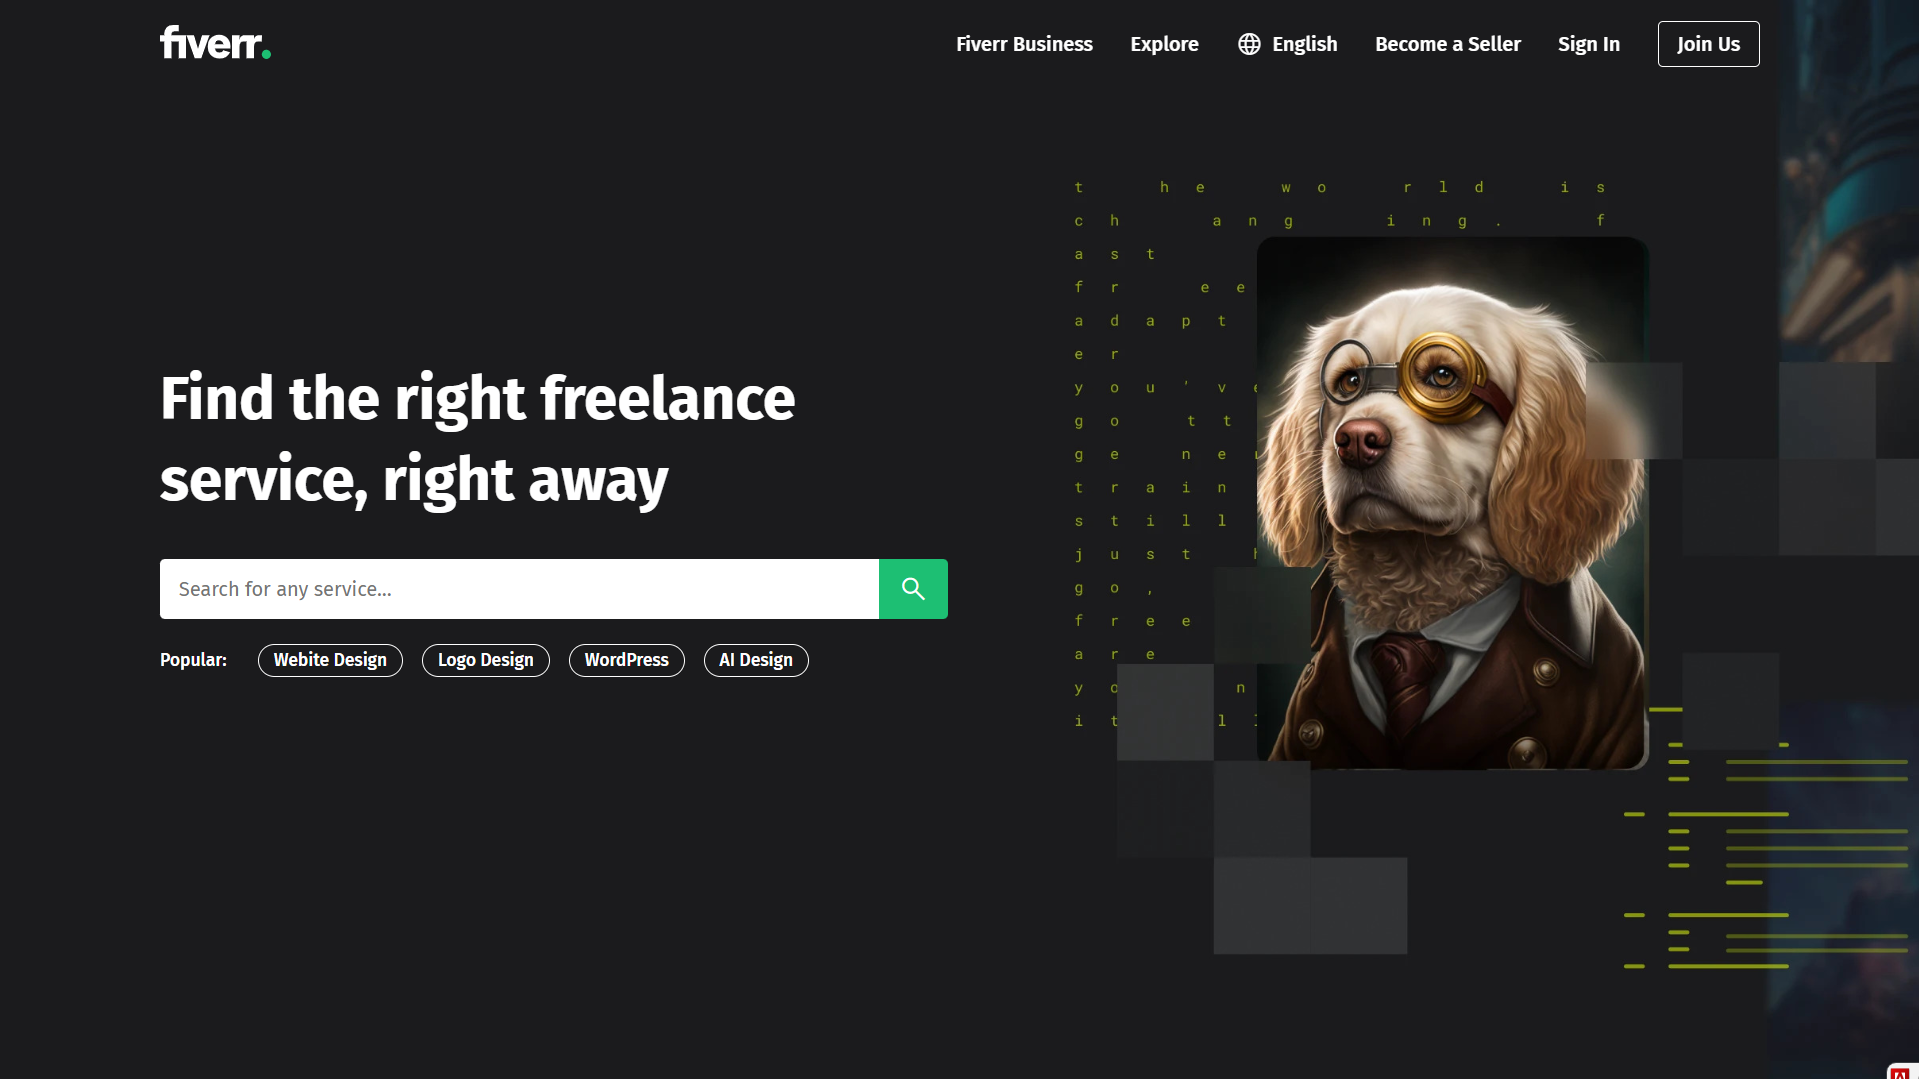 fiverr.
Fiverr Business
Explore
English
Become a Seller
Sign In
Join Us
t h e w o r l d i s
c h a n g i n g . f
a s t
f r e e
a d a p t
e r
y o u ' v e
g o t t
g e n e
t r a i n
s t i l l
j u s t h
g o ,
f r e e
a r e
y o n
i t l l
Find the right freelance
service, right away
Search for any service...
Popular:
Webite Design
Logo Design
WordPress
AI Design